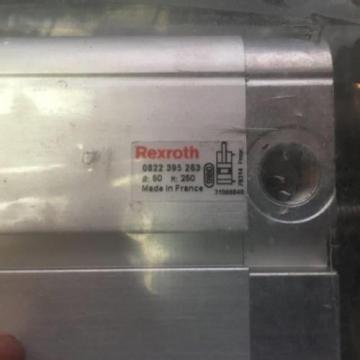 Rexroth
0822 395 263
Ø: 50 H: 250
Made in France